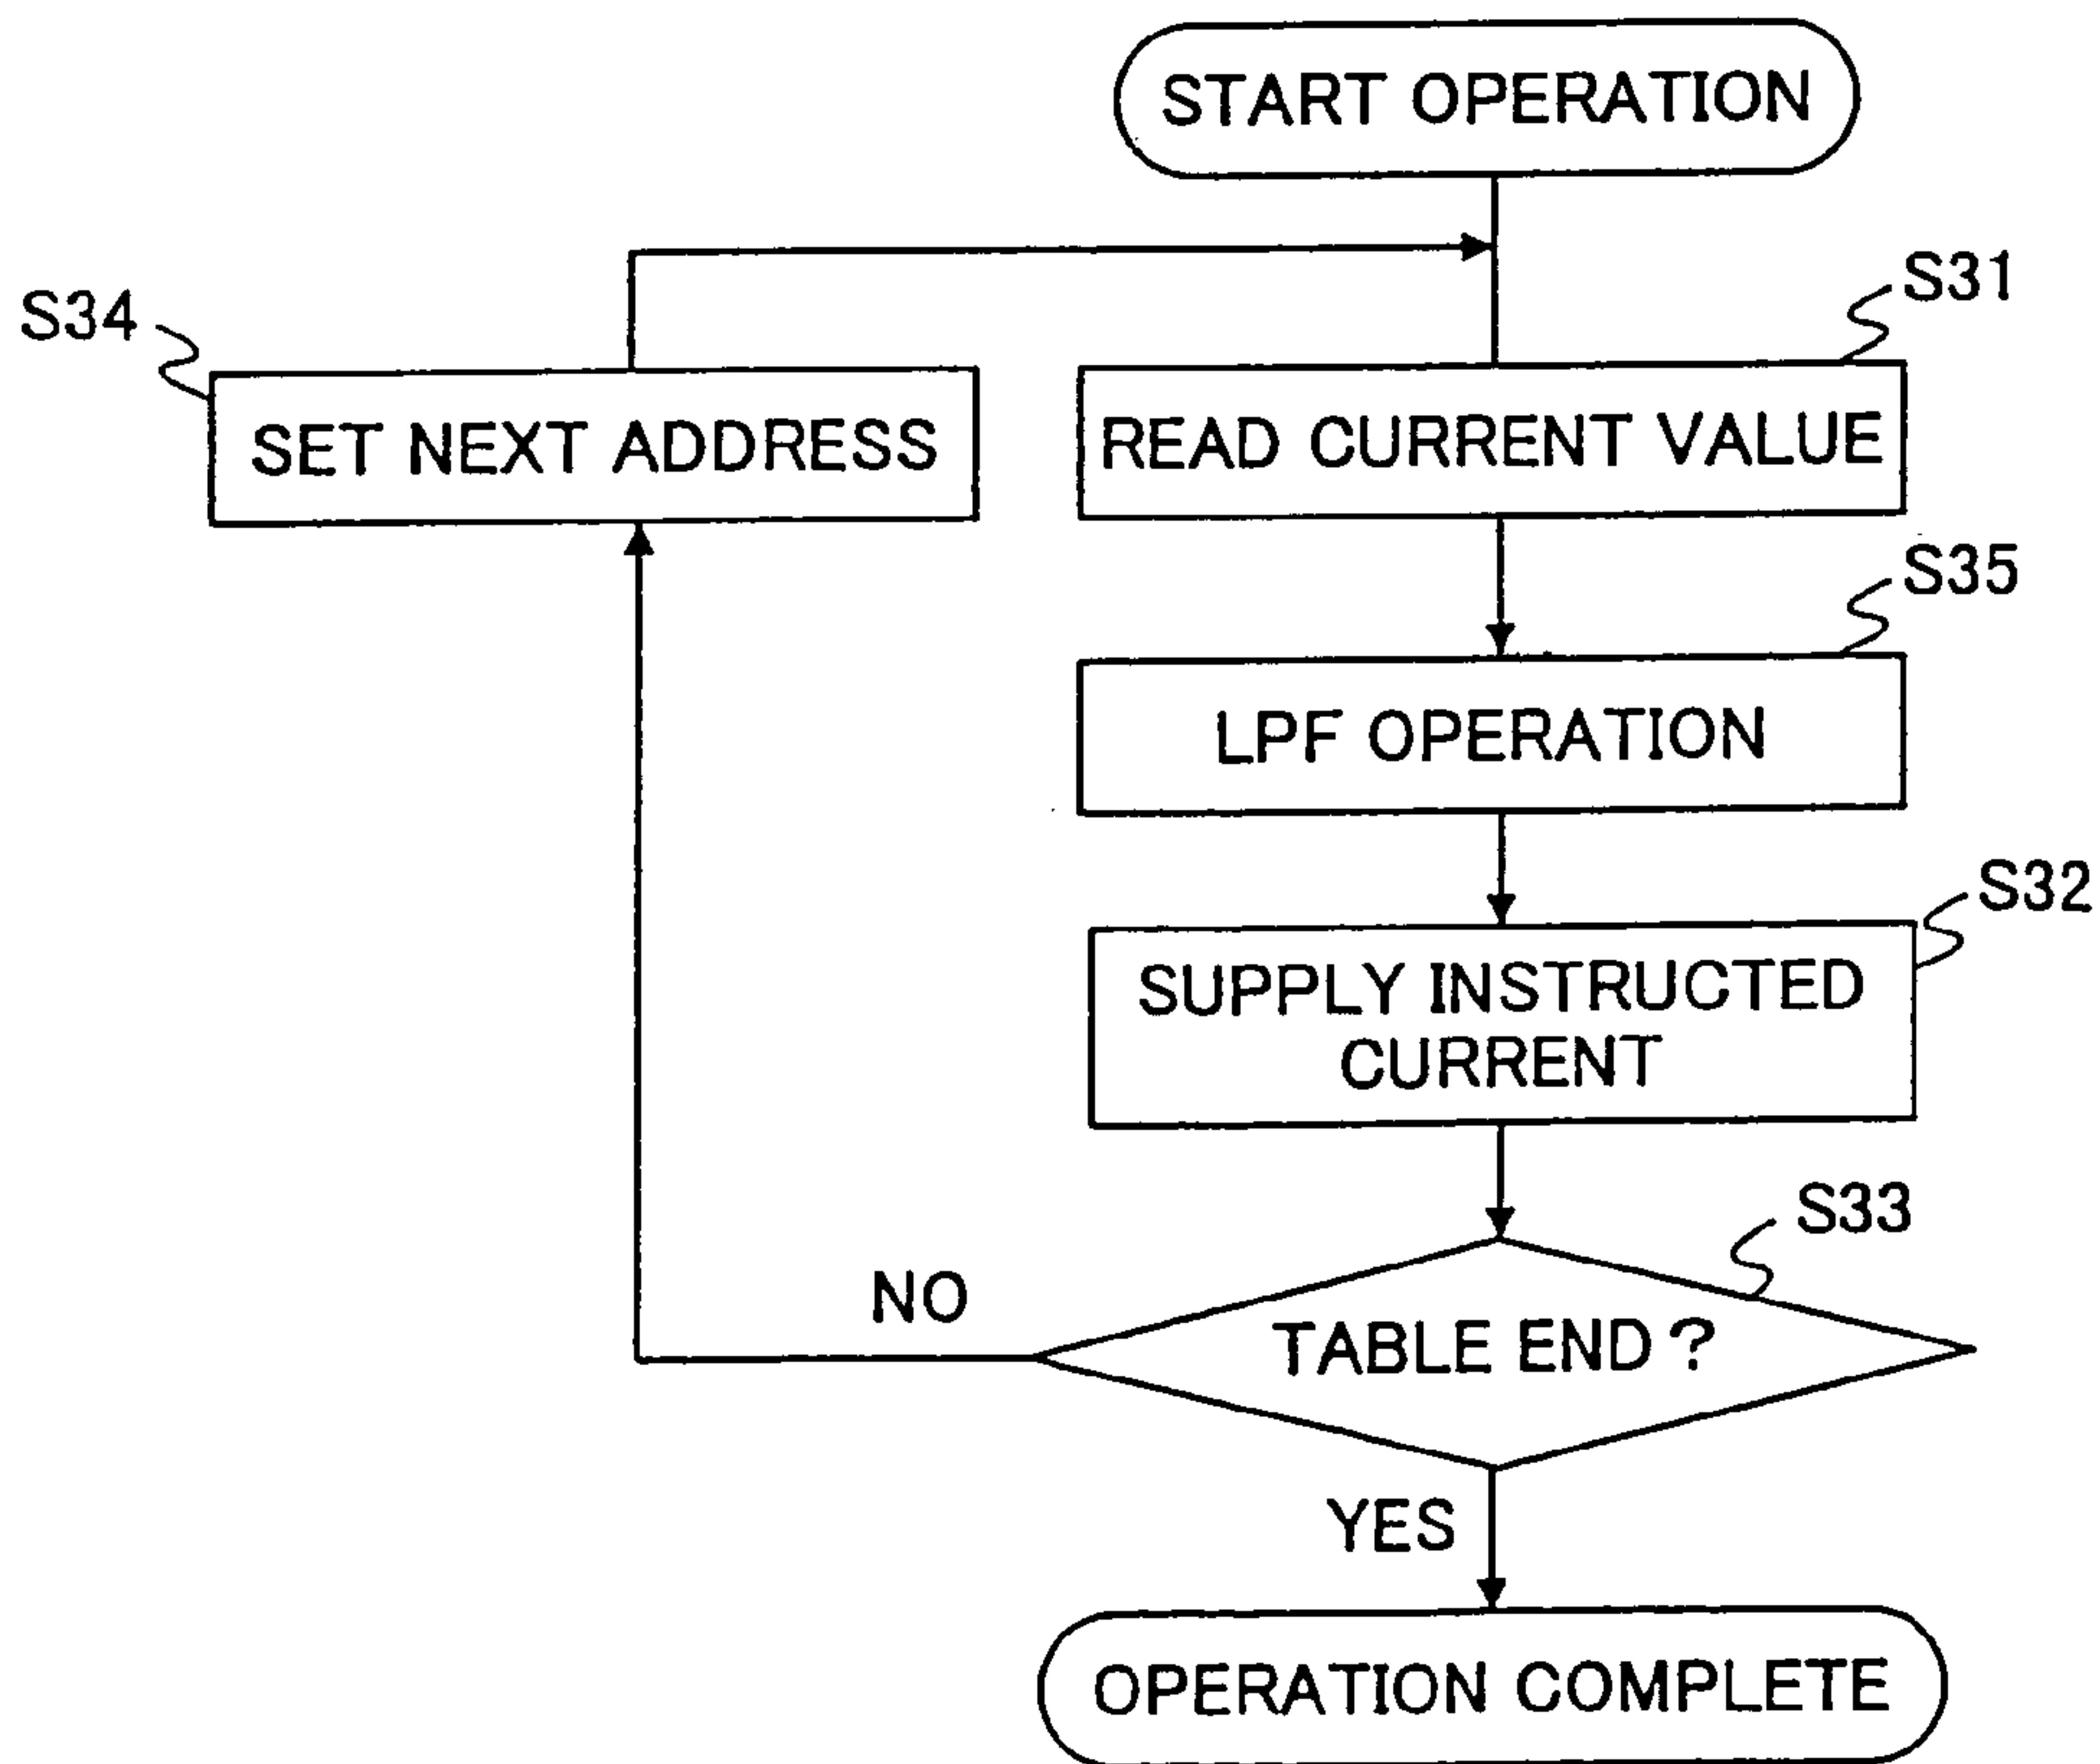 START OPERATION
S31
S34
SET NEXT ADDRESS
READ CURRENT VALUE
S35
LPF OPERATION
S32
SUPPLY INSTRUCTED
CURRENT
S33
NO
TABLE END ?
YES
OPERATION COMPLETE